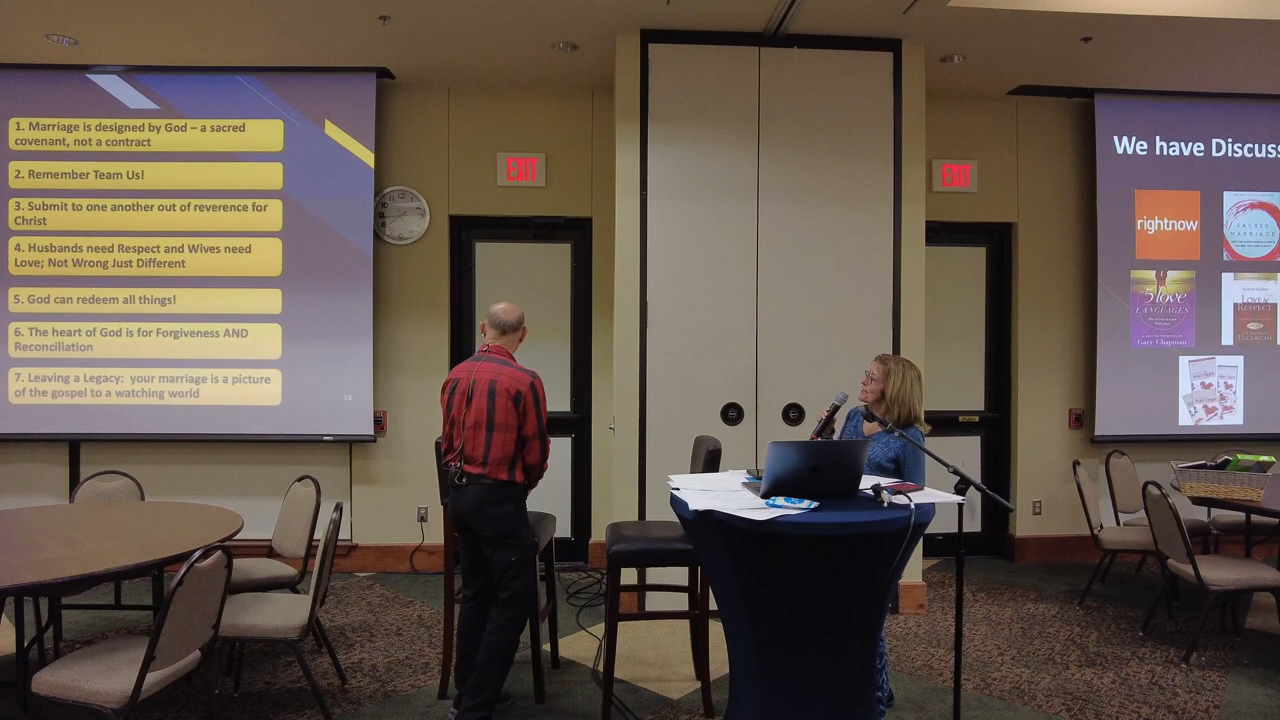 1. Marriage is designed by God – a sacred
covenant, not a contract
2. Remember Team Us!
3. Submit to one another out of reverence for
Christ
4. Husbands need Respect and Wives need
Love; Not Wrong Just Different
5. God can redeem all things!
6. The heart of God is for Forgiveness AND
Reconciliation
7. Leaving a Legacy:  your marriage is a picture
of the gospel to a watching world
14
EXIT
EXIT
We have Discuss
rightnow
SACRED
MARRIAGE
5 love
LANGUAGES
Gary Chapman
Love &
RESPECT
PUSH